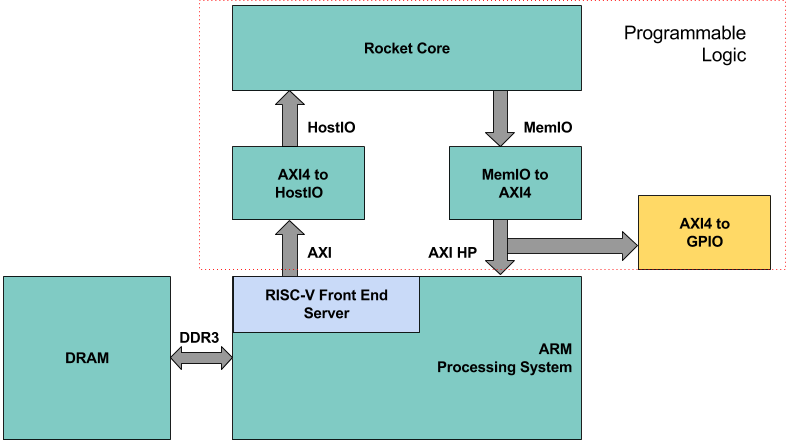 Programmable
Logic
Rocket Core
HostIO
MemIO
AXI4 to
HostIO
MemIO to
AXI4
AXI4 to
GPIO
AXI
AXI HP
RISC-V Front End
Server
DDR3
DRAM
ARM
Processing System